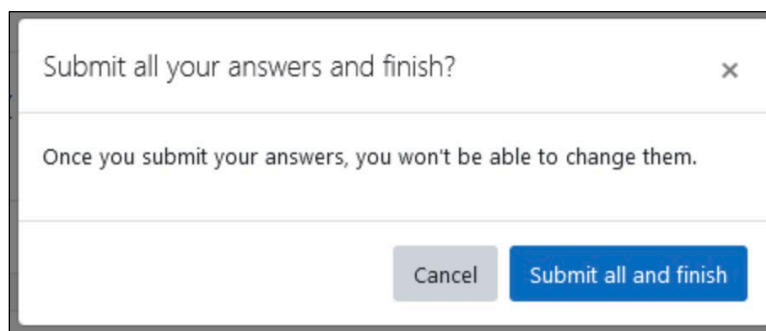 Submit all your answers and finish?
×
Once you submit your answers, you won't be able to change them.
Cancel
Submit all and finish